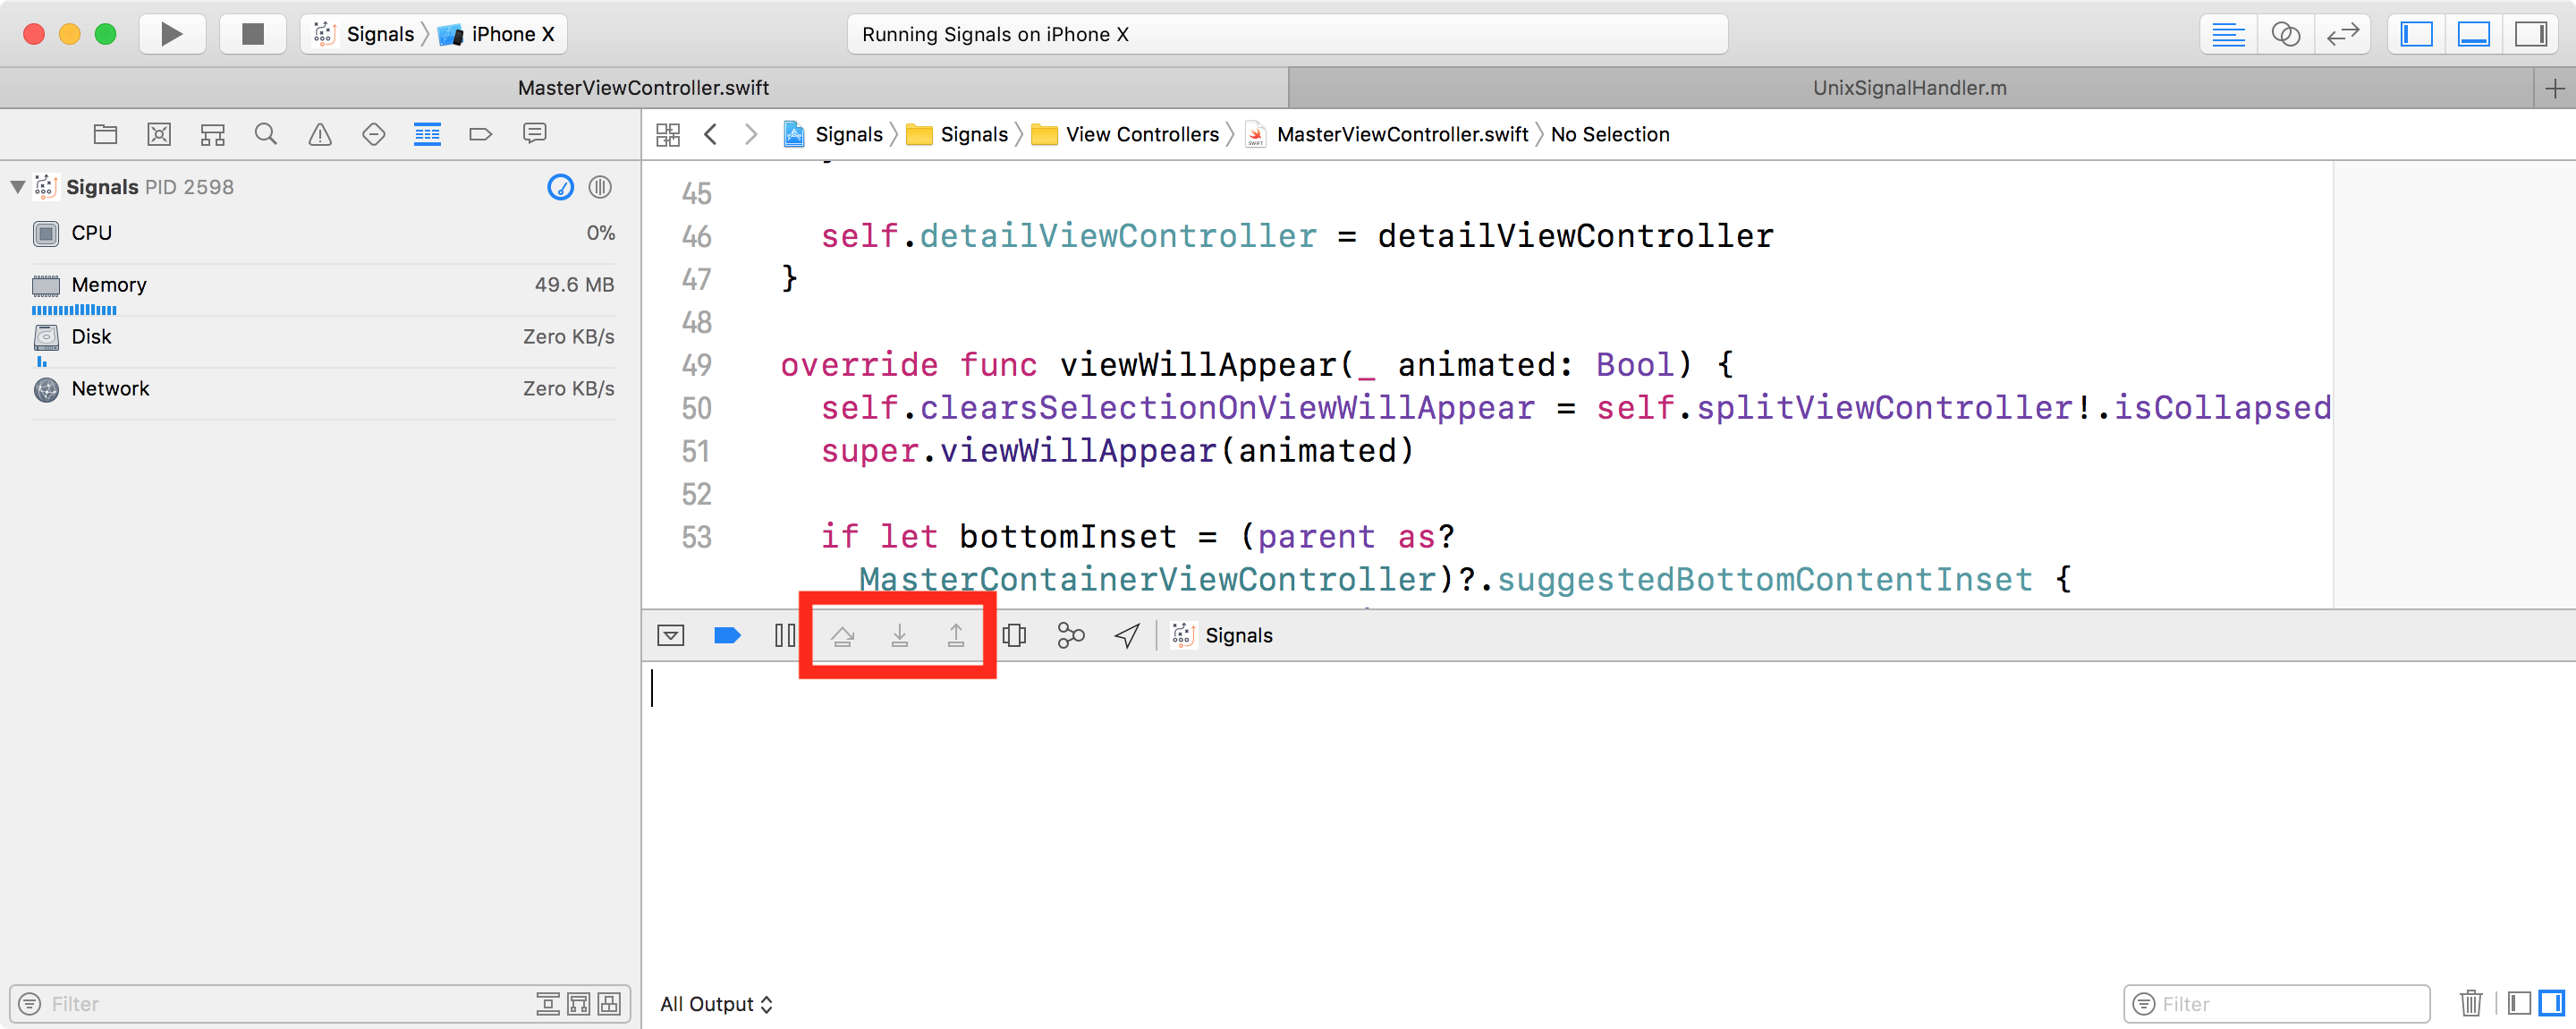 Signals iPhone X
Running Signals on iPhone X
MasterViewController.swift
UnixSignalHandler.m
Signals Signals View Controllers MasterViewController.swift No Selection
Signals PID 2598
CPU 0%
Memory 49.6 MB
Disk Zero KB/s
Network Zero KB/s
Filter
45
46 self.detailViewController = detailViewController
47 }
48
49 override func viewWillAppear(_ animated: Bool) {
50 self.clearsSelectionOnViewWillAppear = self.splitViewController!.isCollapsed
51 super.viewWillAppear(animated)
52
53 if let bottomInset = (parent as?
MasterContainerViewController)?.suggestedBottomContentInset {
Signals
All Output
Filter